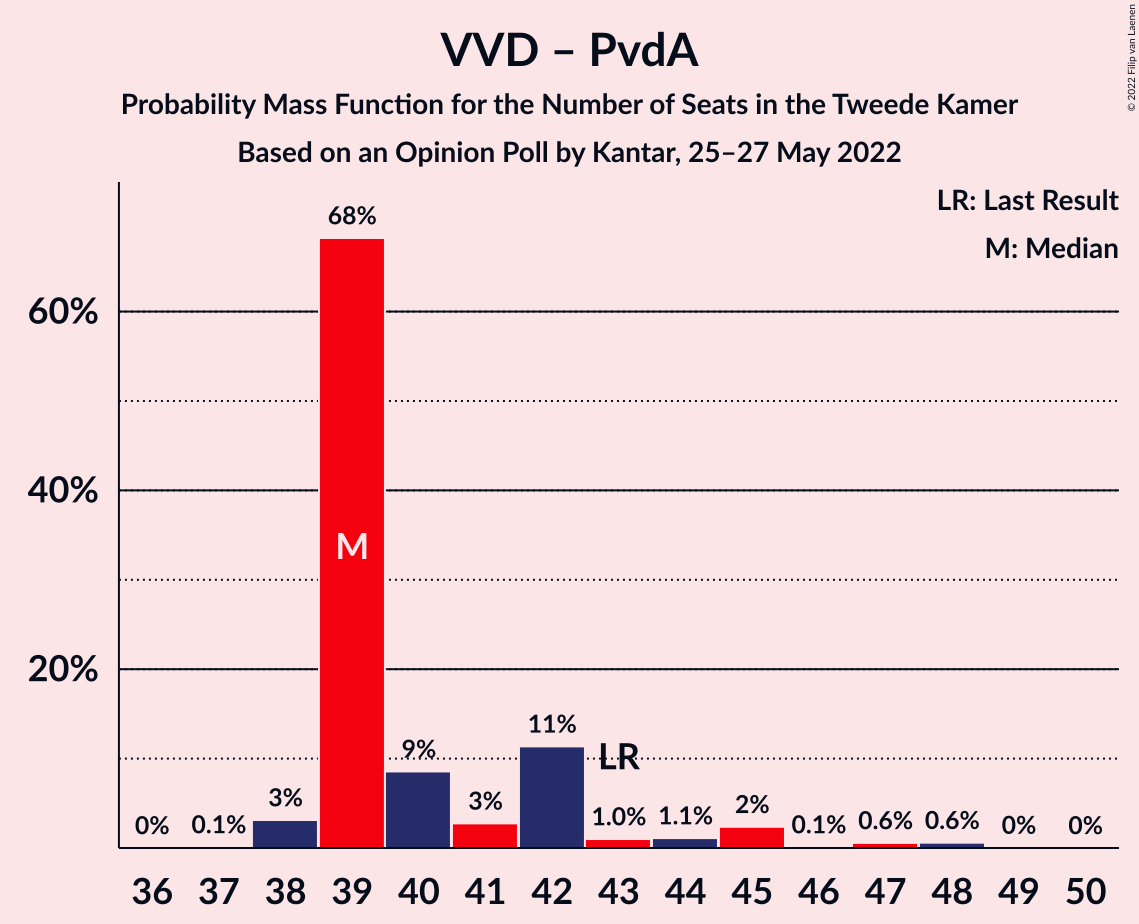 VVD – PvdA
Probability Mass Function for the Number of Seats in the Tweede Kamer
Based on an Opinion Poll by Kantar, 25–27 May 2022
© 2022 Filip van Laenen
LR: Last Result
M: Median
60%
40%
20%
0%
0.1%
3%
68%
M
9%
3%
11%
LR
1.0%
1.1%
2%
0.1%
0.6%
0.6%
0%
0%
36 37 38 39 40 41 42 43 44 45 46 47 48 49 50